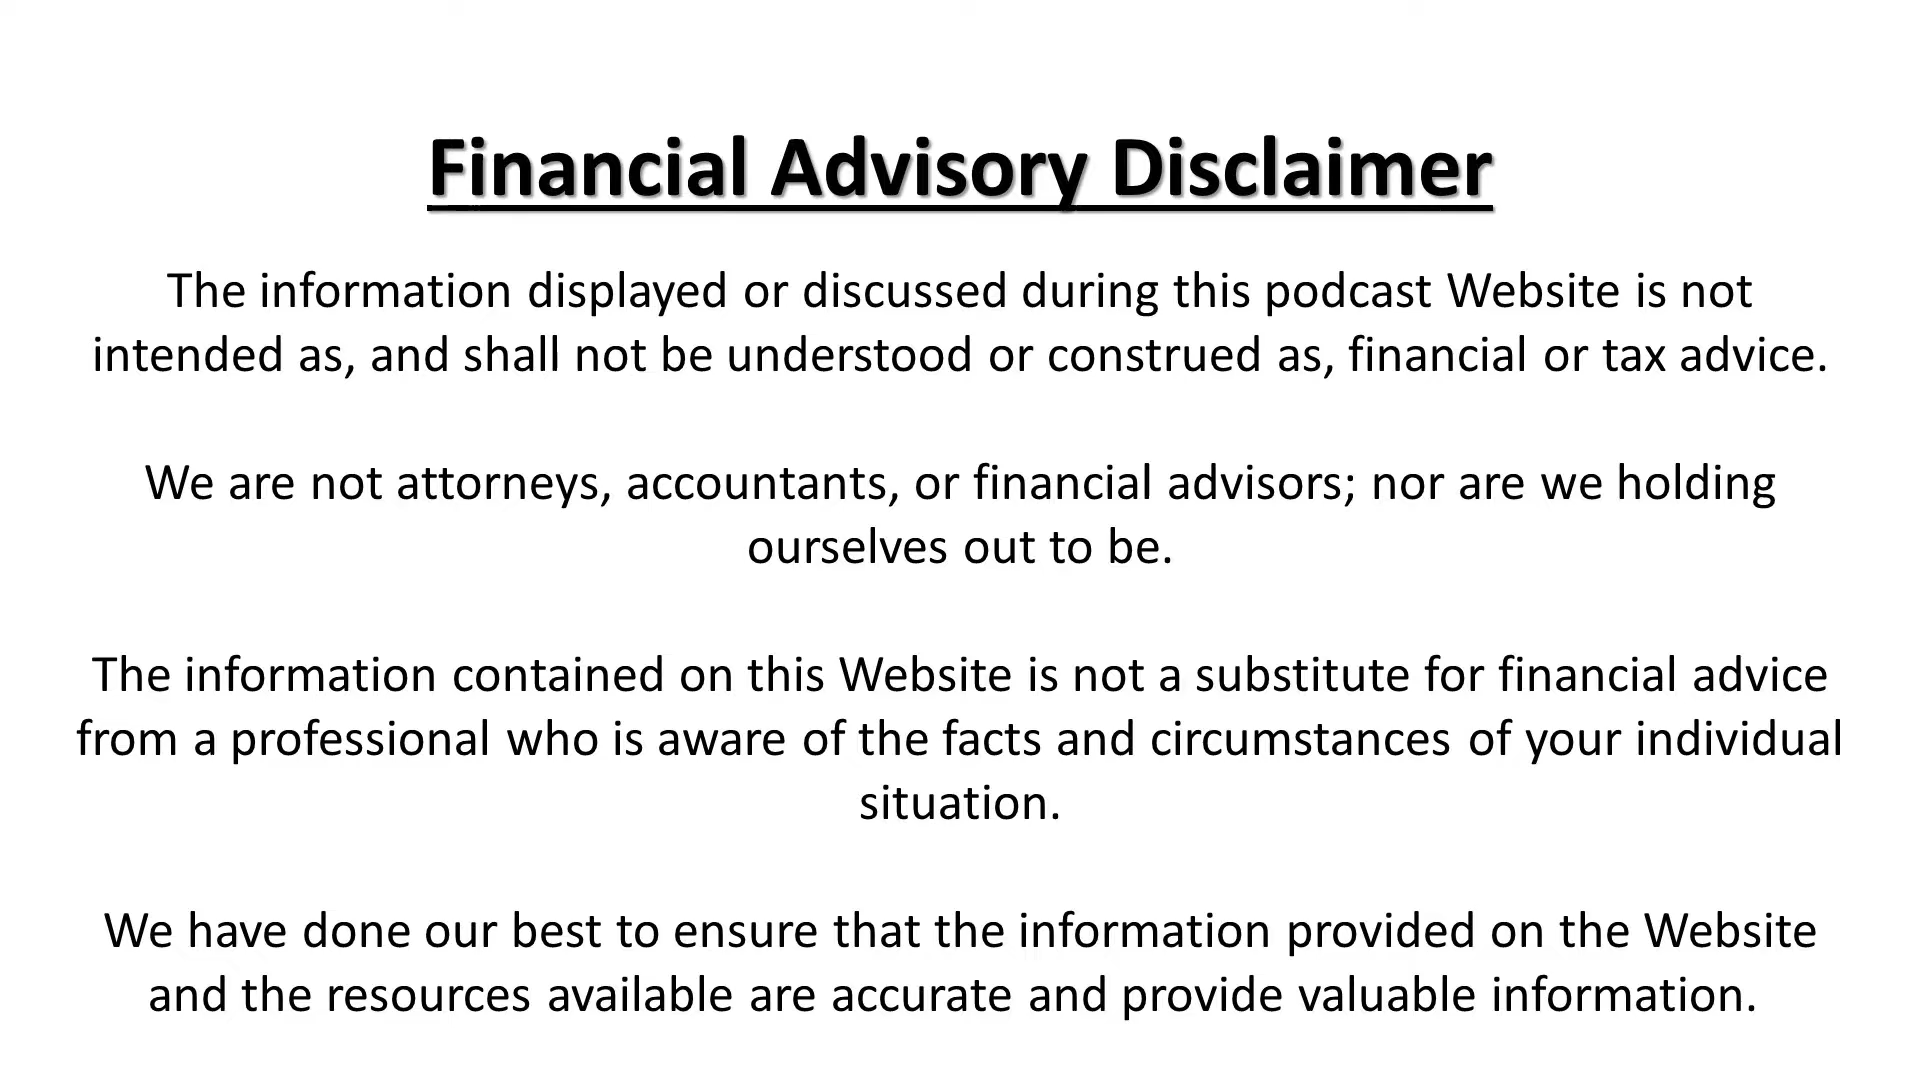 Financial Advisory Disclaimer
The information displayed or discussed during this podcast Website is not
intended as, and shall not be understood or construed as, financial or tax advice.
We are not attorneys, accountants, or financial advisors; nor are we holding
ourselves out to be.
The information contained on this Website is not a substitute for financial advice
from a professional who is aware of the facts and circumstances of your individual
situation.
We have done our best to ensure that the information provided on the Website
and the resources available are accurate and provide valuable information.